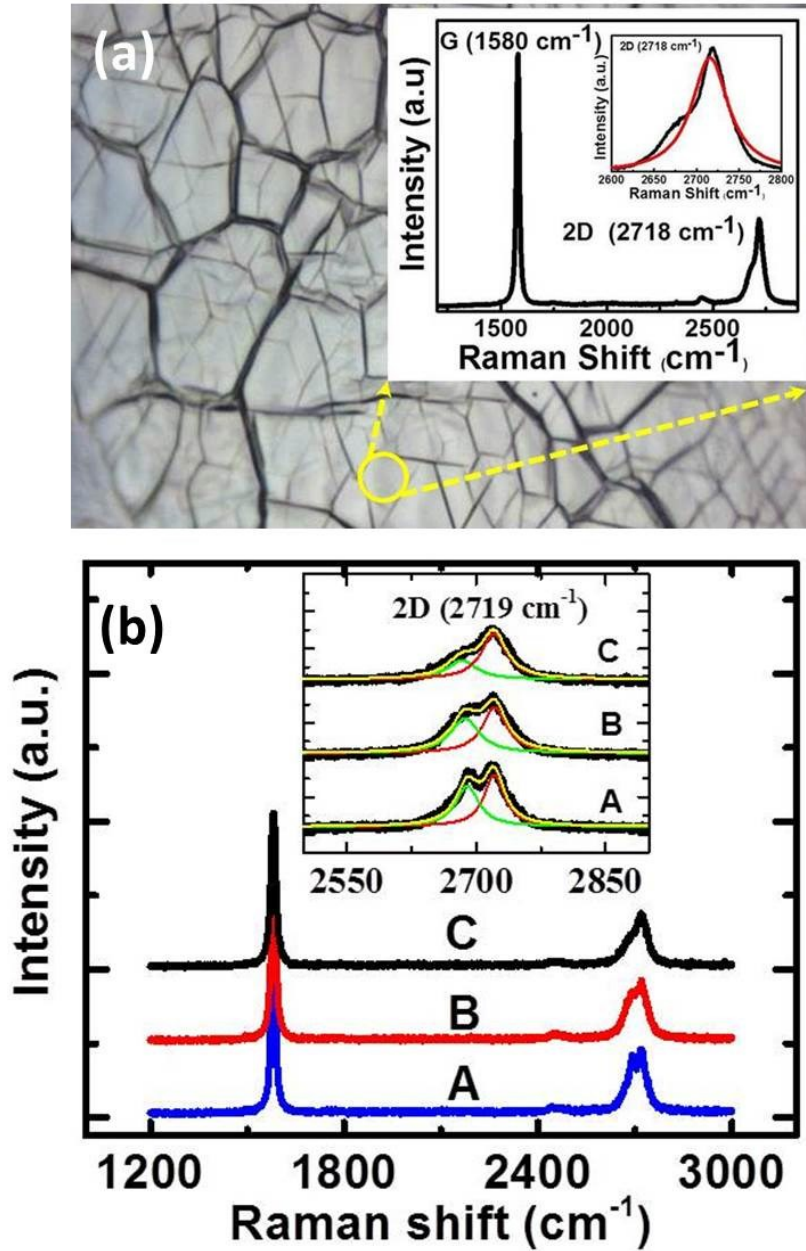 (a)
G (1580 cm-1)
Intensity (a.u)
2D (2718 cm-1)
1500
2000
2500
Raman Shift (cm-1)
2D (2718 cm-1)
Intensity (a.u.)
2600
2650
2700
2750
2800
Raman Shift (cm-1)
(b)
Intensity (a.u.)
2D (2719 cm-1)
C
B
A
2550
2700
2850
C
B
A
1200
1800
2400
3000
Raman shift (cm-1)